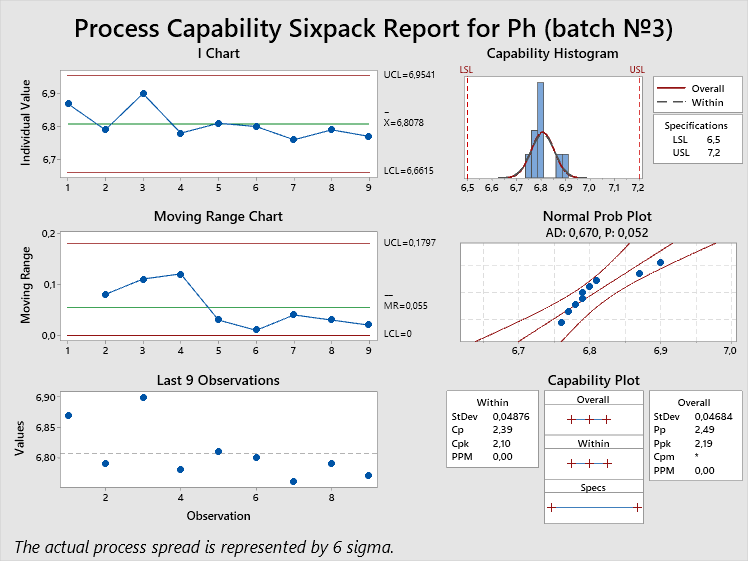 Process Capability Sixpack Report for Ph (batch №3)
I Chart
Individual Value
6,9
6,8
6,7
1 2 3 4 5 6 7 8 9
UCL=6,9541
_
X=6,8078
LCL=6,6615
Capability Histogram
LSL USL
6,5 6,6 6,7 6,8 6,9 7,0 7,1 7,2
Overall
Within
Specifications
LSL 6,5
USL 7,2
Moving Range Chart
Moving Range
0,2
0,1
0,0
1 2 3 4 5 6 7 8 9
UCL=0,1797
__
MR=0,055
LCL=0
Normal Prob Plot
AD: 0,670, P: 0,052
6,7 6,8 6,9 7,0
Last 9 Observations
Values
6,90
6,85
6,80
2 4 6 8
Observation
Capability Plot
Within
StDev 0,04876
Cp 2,39
Cpk 2,10
PPM 0,00
Overall
Within
Specs
Overall
StDev 0,04684
Pp 2,49
Ppk 2,19
Cpm *
PPM 0,00
The actual process spread is represented by 6 sigma.